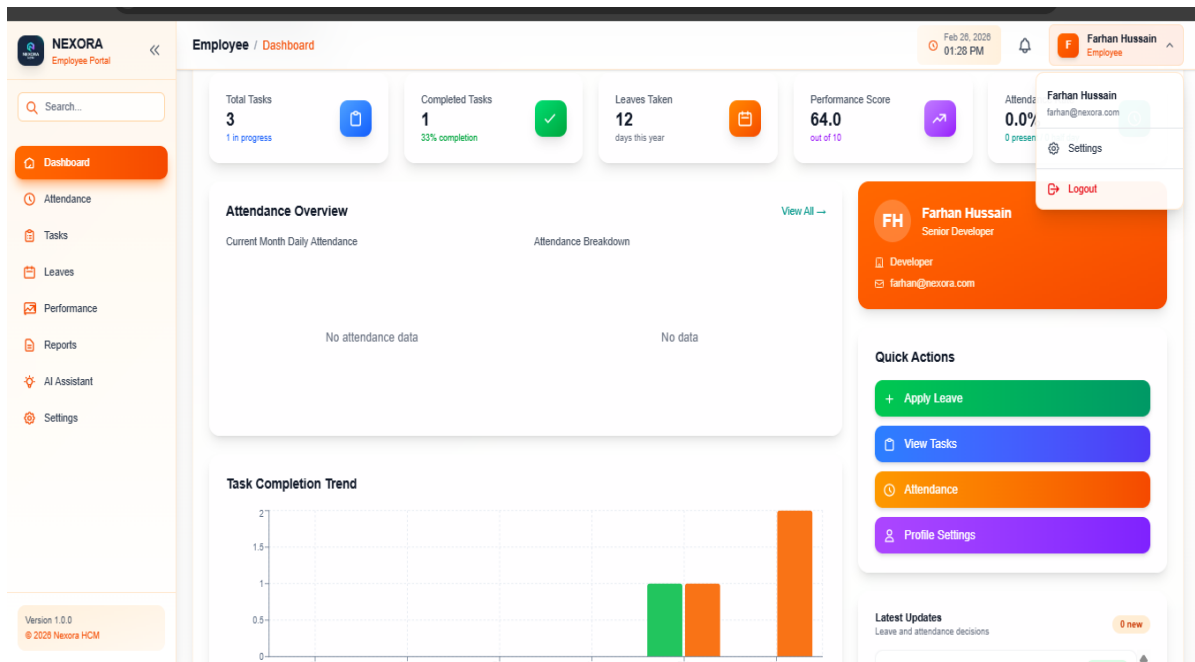 NEXORA
Employee Portal
Search...
Dashboard
Attendance
Tasks
Leaves
Performance
Reports
AI Assistant
Settings
Version 1.0.0
© 2026 Nexora HCM
Employee / Dashboard
Feb 26, 2026
01:28 PM
F
Farhan Hussain
Employee
Farhan Hussain
farhan@nexora.com
Settings
Logout
Total Tasks
3
1 in progress
Completed Tasks
1
33% completion
Leaves Taken
12
days this year
Performance Score
64.0
out of 10
Attenda
0.0%
0 presen
Attendance Overview
View All →
Current Month Daily Attendance
Attendance Breakdown
No attendance data
No data
FH
Farhan Hussain
Senior Developer
Developer
farhan@nexora.com
Quick Actions
+ Apply Leave
View Tasks
Attendance
Profile Settings
Task Completion Trend
2
1.5
1
0.5
0
Latest Updates
Leave and attendance decisions
0 new